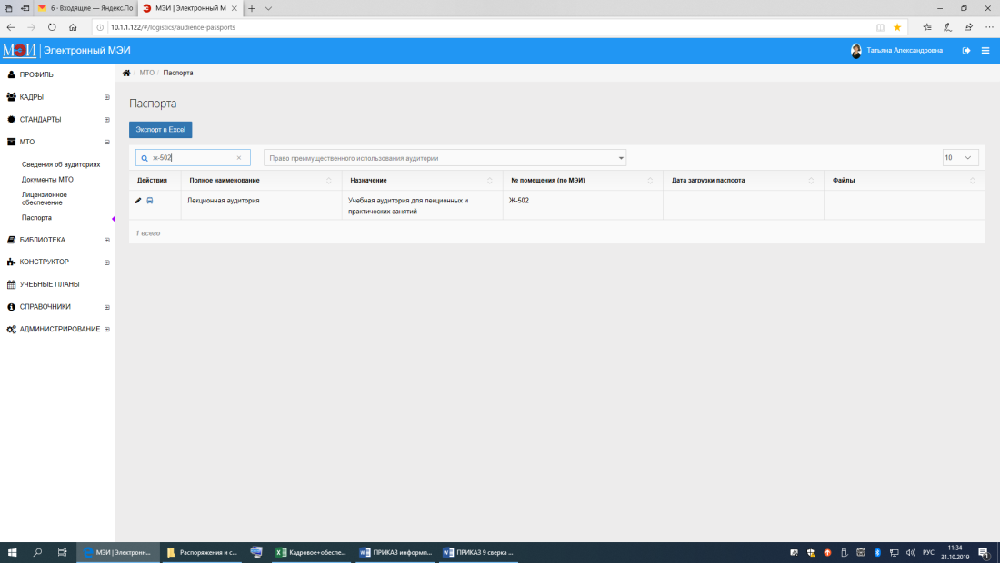 6 - Входящие — Яндекс.По
МЭИ | Электронный М
10.1.1.122/#/logistics/audience-passports
МЭИ | Электронный МЭИ
Татьяна Александровна
ПРОФИЛЬ
КАДРЫ
СТАНДАРТЫ
МТО
Сведения об аудиториях
Документы МТО
Лицензионное
обеспечение
Паспорта
БИБЛИОТЕКА
КОНСТРУКТОР
УЧЕБНЫЕ ПЛАНЫ
СПРАВОЧНИКИ
АДМИНИСТРИРОВАНИЕ
/ МТО / Паспорта
Паспорта
Экспорт в Excel
ж-502
Право преимущественного использования аудитории
10
Действия Полное наименование Назначение № помещения (по МЭИ) Дата загрузки паспорта Файлы
Лекционная аудитория Учебная аудитория для лекционных и Ж-502
практических занятий
1 всего
МЭИ | Электронн...
Распоряжения и с...
Кадровое+обеспе...
ПРИКАЗ информп...
ПРИКАЗ 9 сверка ...
РУС
11:34
31.10.2019
1